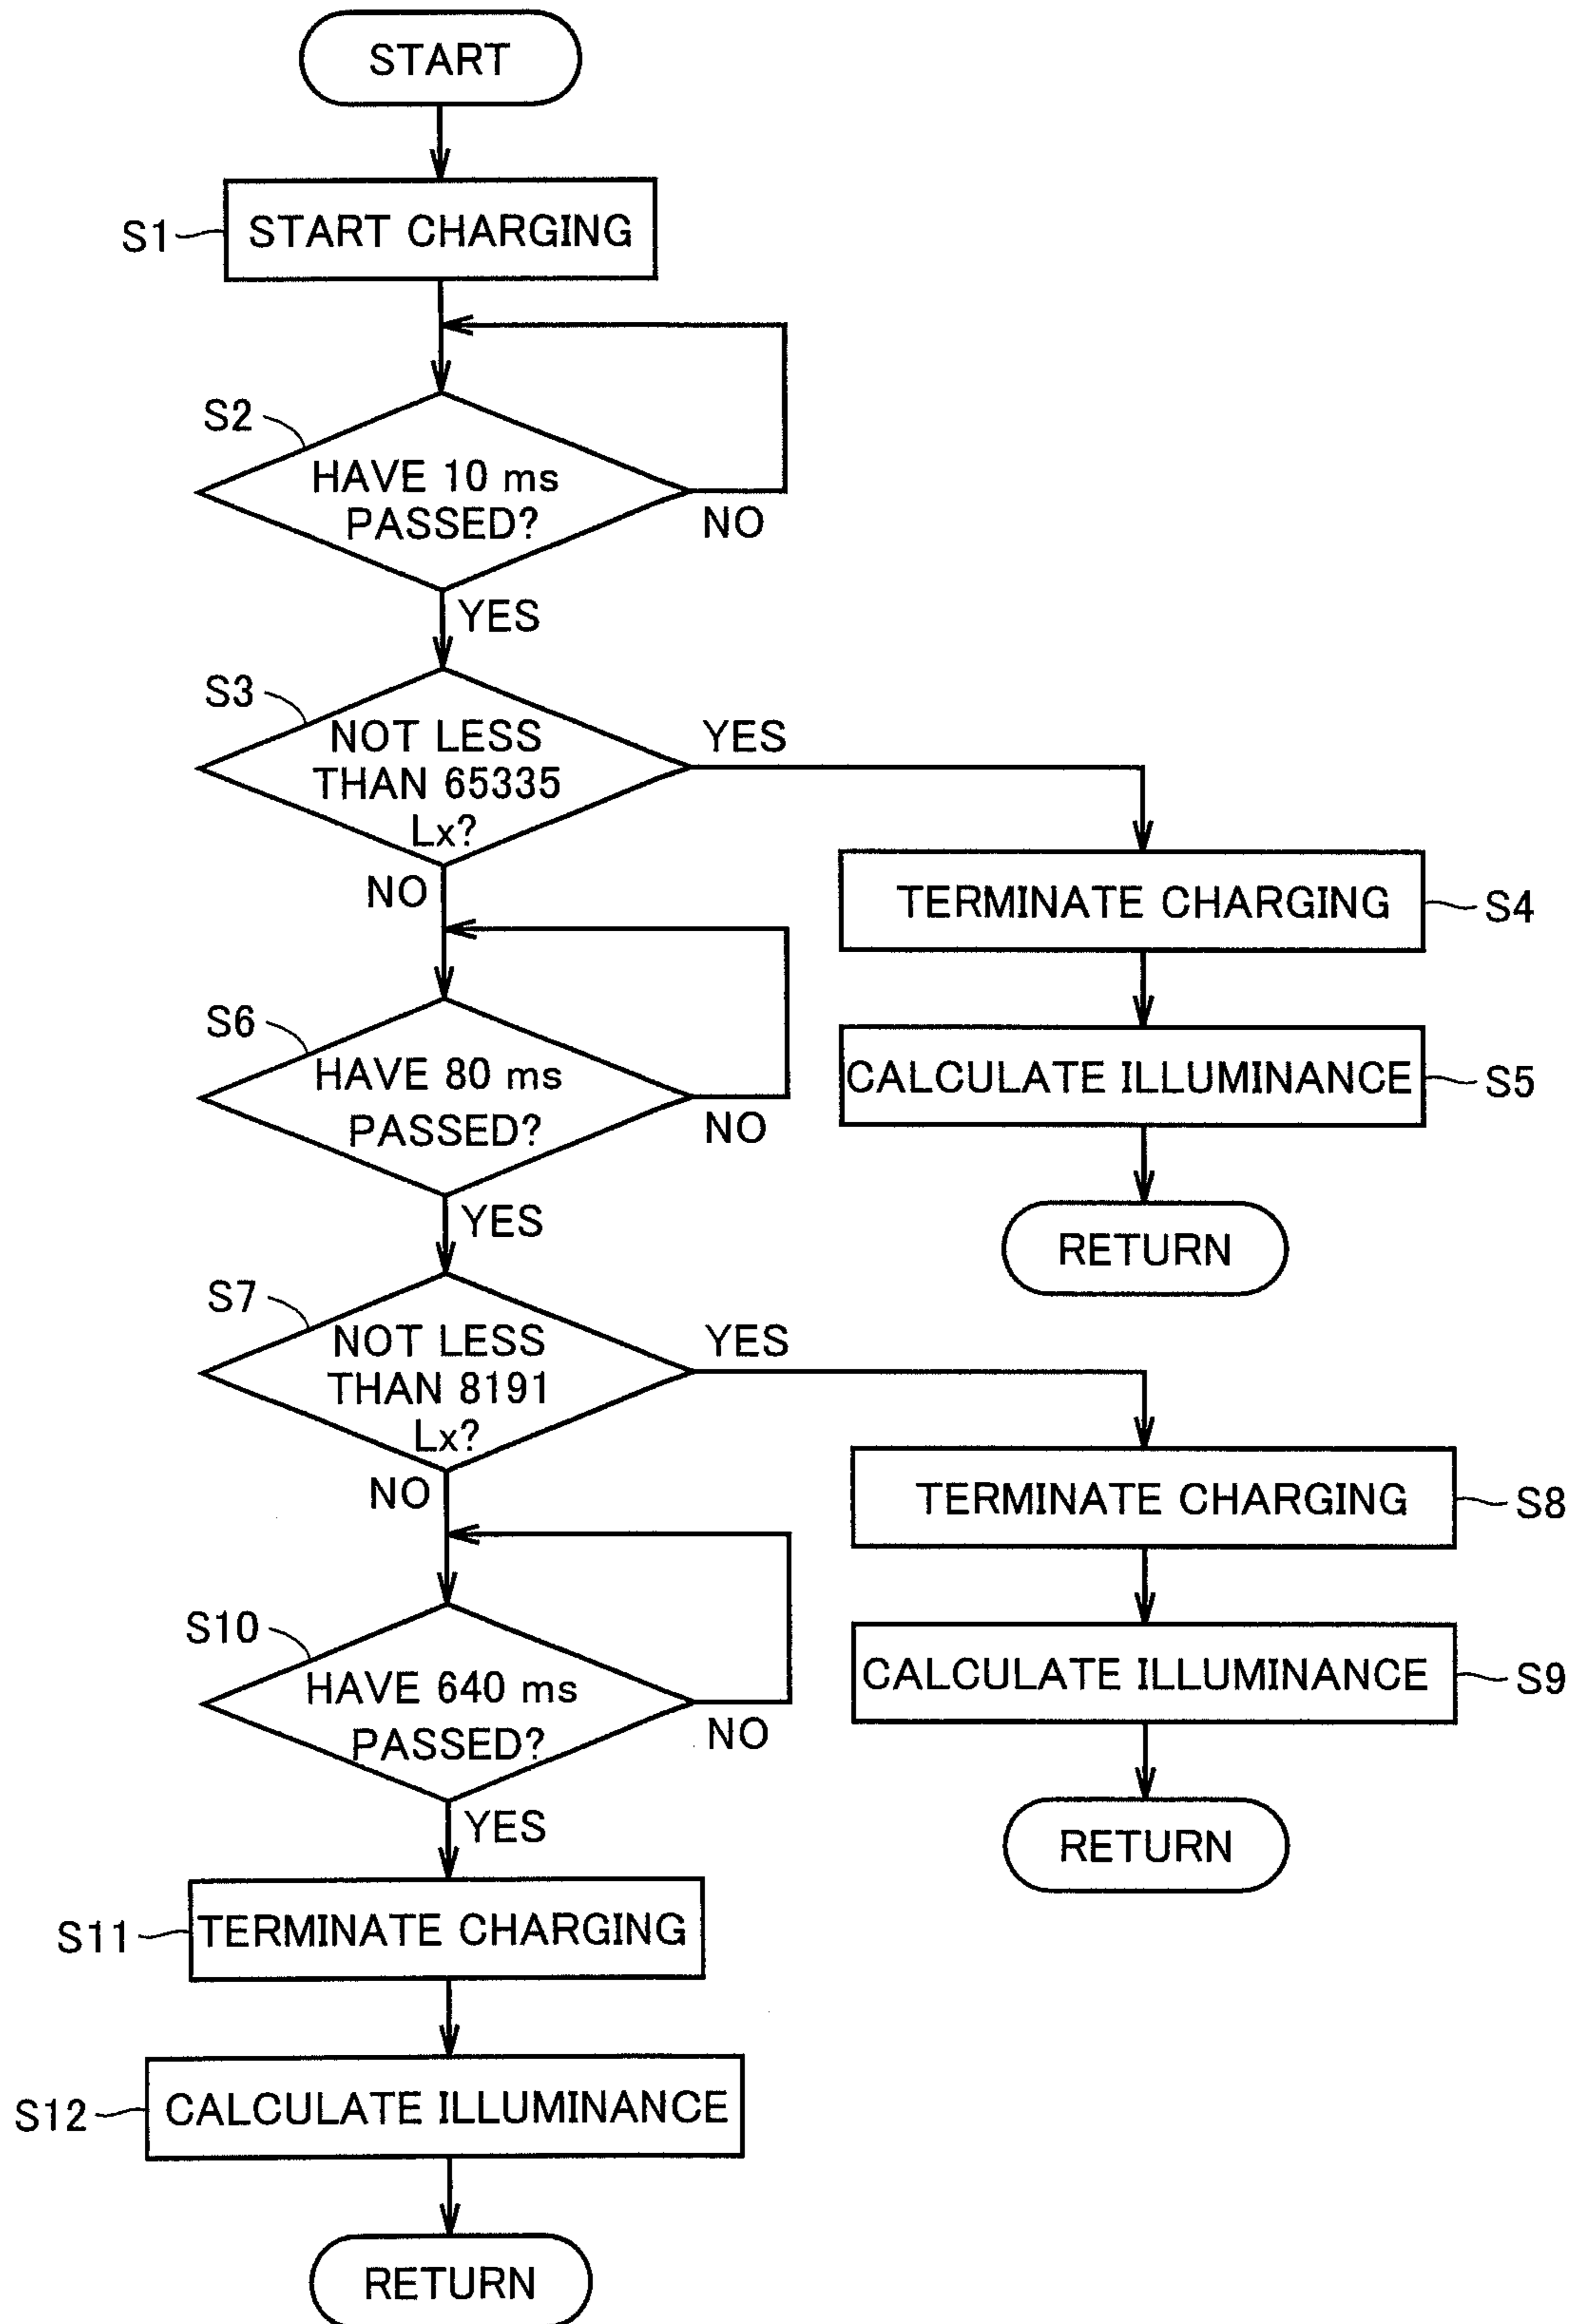 START
S1
START CHARGING
S2
HAVE 10 ms
PASSED?
NO
YES
S3
NOT LESS
THAN 65335
Lx?
YES
NO
TERMINATE CHARGING
S4
CALCULATE ILLUMINANCE
S5
RETURN
S6
HAVE 80 ms
PASSED?
NO
YES
S7
NOT LESS
THAN 8191
Lx?
YES
NO
TERMINATE CHARGING
S8
CALCULATE ILLUMINANCE
S9
RETURN
S10
HAVE 640 ms
PASSED?
NO
YES
S11
TERMINATE CHARGING
S12
CALCULATE ILLUMINANCE
RETURN